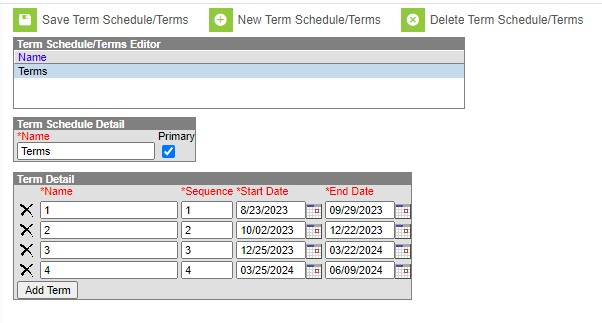 Save Term Schedule/Terms New Term Schedule/Terms Delete Term Schedule/Terms
Term Schedule/Terms Editor
Name
Terms
Term Schedule Detail
*Name Primary
Terms
Term Detail
*Name *Sequence *Start Date *End Date
1 1 8/23/2023 09/29/2023
2 2 10/02/2023 12/22/2023
3 3 12/25/2023 03/22/2024
4 4 03/25/2024 06/09/2024
Add Term